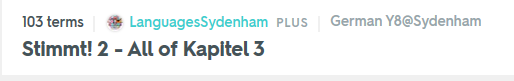 103 terms LanguagesSydenham PLUS German Y8@Sydenham
Stimmt! 2 - All of Kapitel 3